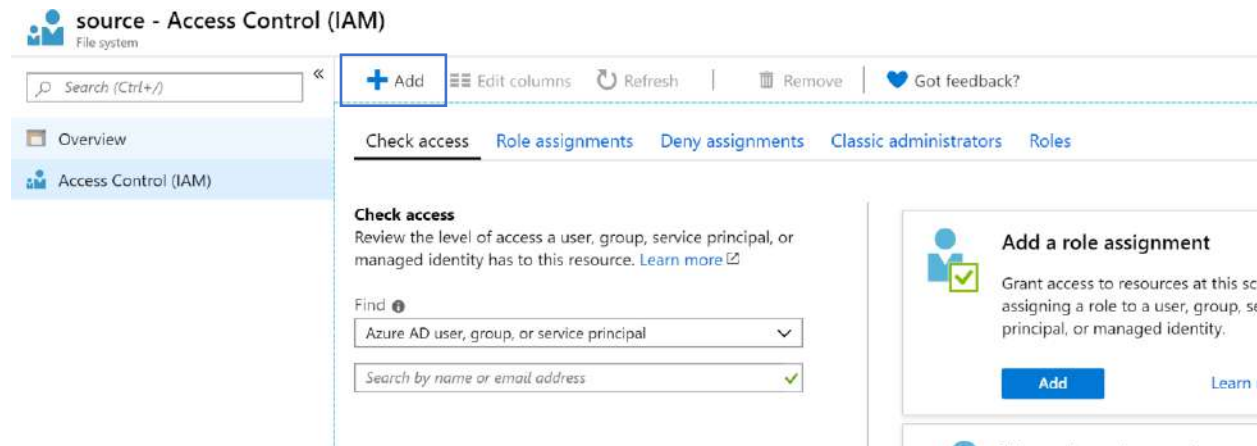 source - Access Control (IAM)
File system
Search (Ctrl+/)
«
Overview
Access Control (IAM)
Add
Edit columns
Refresh
Remove
Got feedback?
Check access
Role assignments
Deny assignments
Classic administrators
Roles
Check access
Review the level of access a user, group, service principal, or
managed identity has to this resource. Learn more
Find
Azure AD user, group, or service principal
Search by name or email address
Add a role assignment
Grant access to resources at this sc
assigning a role to a user, group, se
principal, or managed identity.
Add
Learn